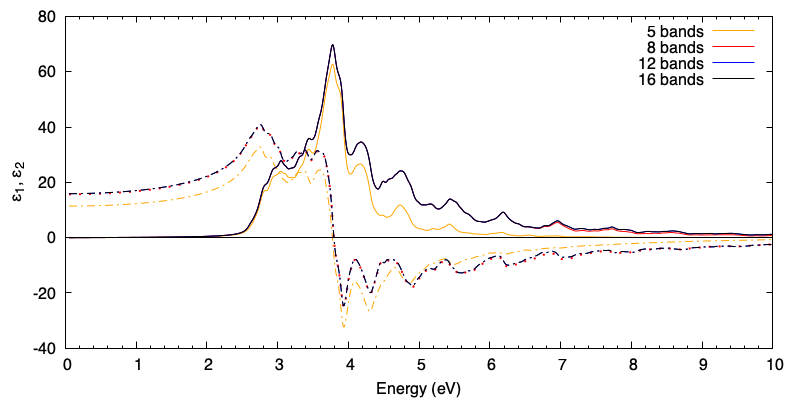 80
60
40
20
0
-20
-40
ε1, ε2
5 bands
8 bands
12 bands
16 bands
0 1 2 3 4 5 6 7 8 9 10
Energy (eV)